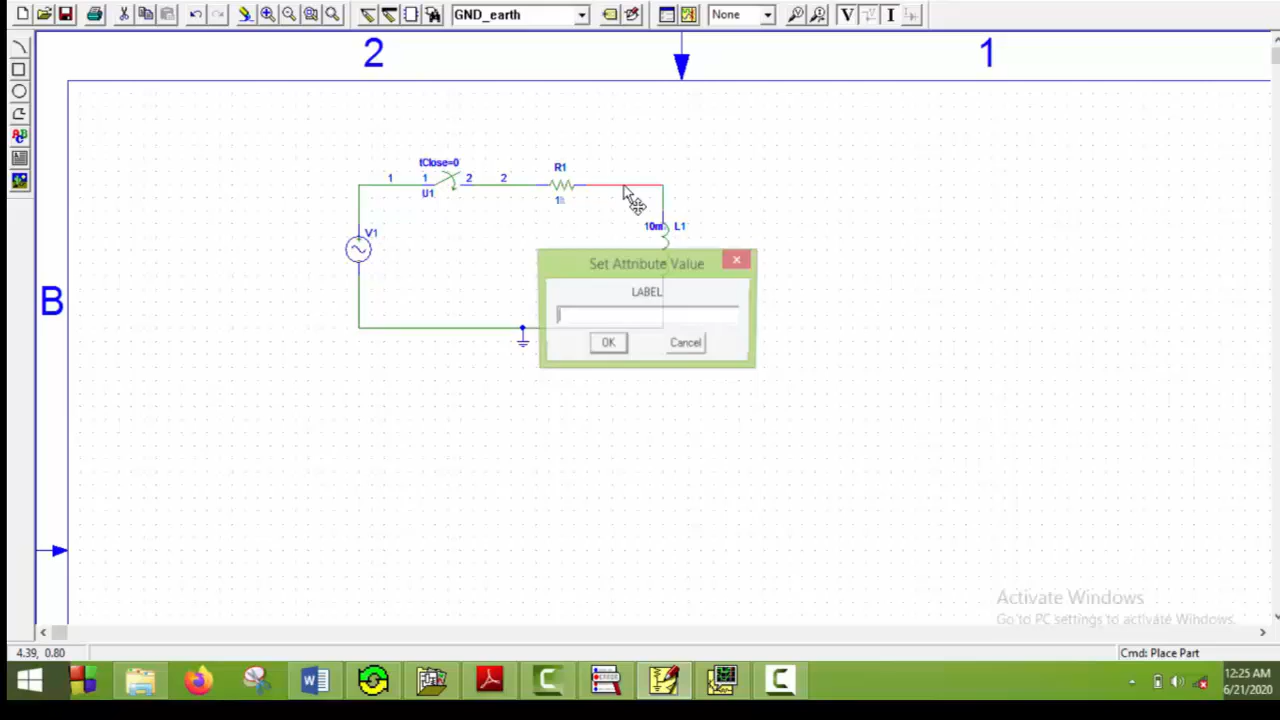 GND_earth
None
V
I
2
1
tClose=0
R1
1
1
2
2
U1
V1
10m
L1
Set Attribute Value
B
LABEL
OK
Cancel
Activate Windows
Go to PC settings to activate Windows.
4.39, 0.80
Cmd: Place Part
12:25 AM
6/21/2020